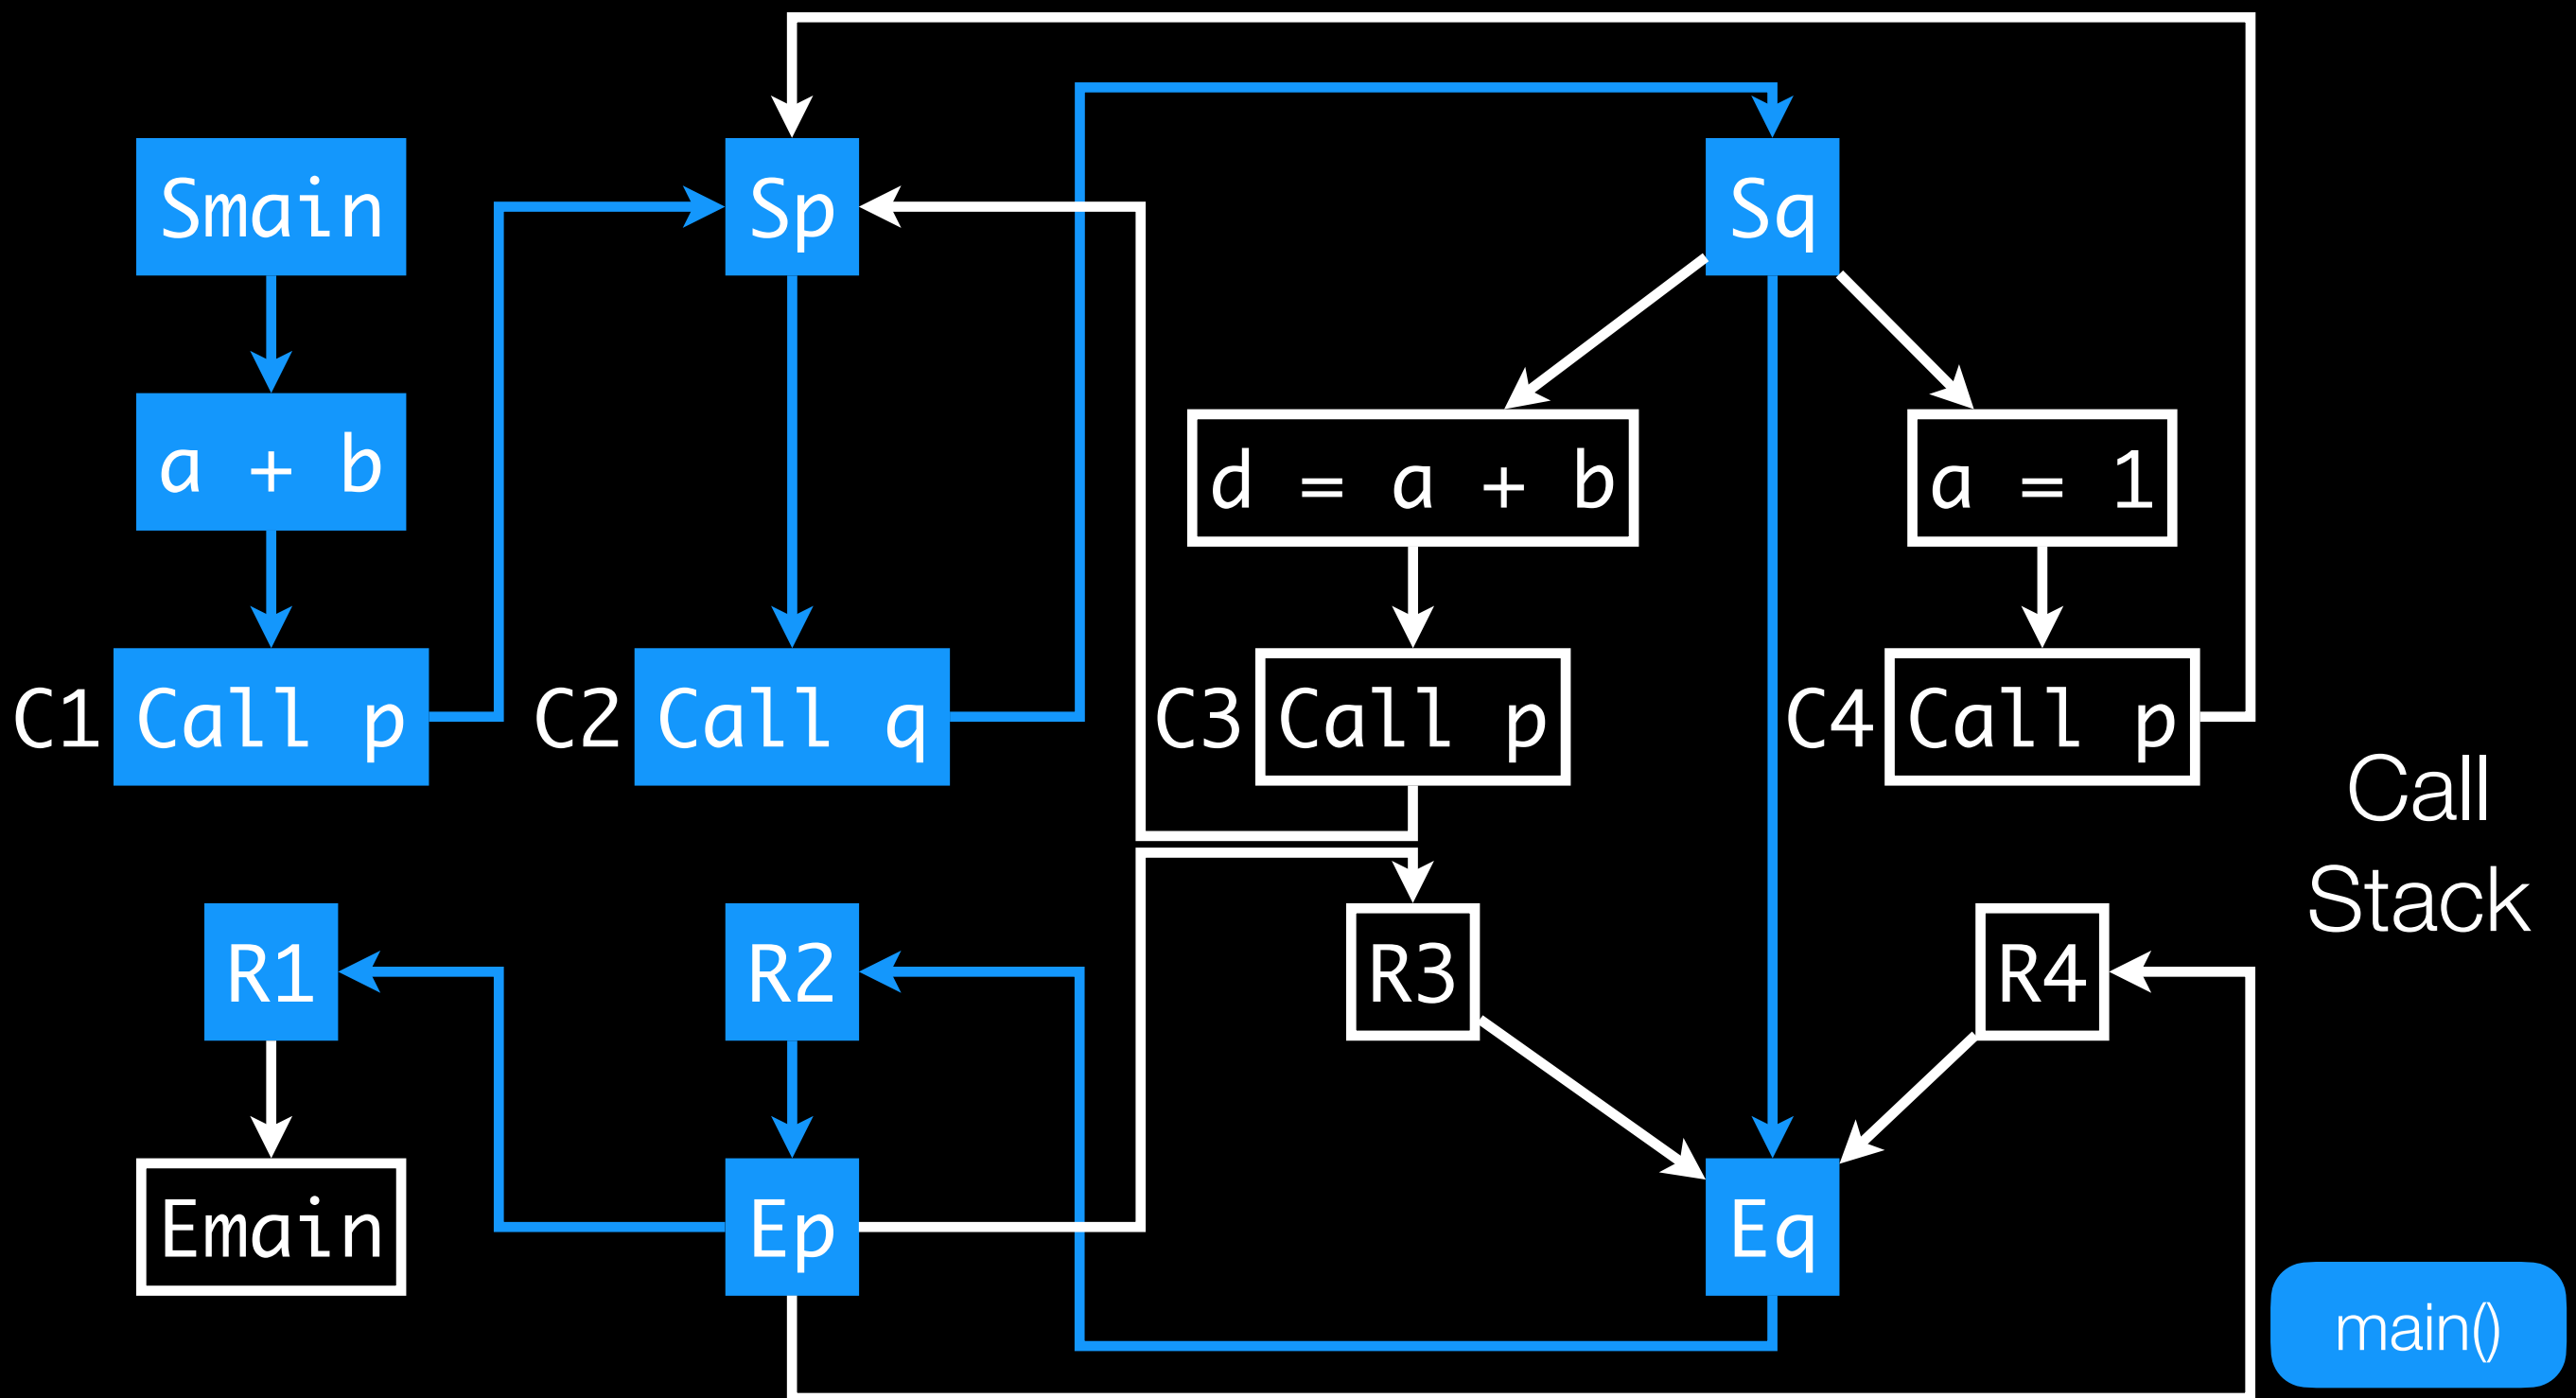 Smain
Sp
Sq
a + b
d = a + b
a = 1
C1 Call p
C2 Call q
C3 Call p
C4 Call p
Call
Stack
R1
R2
R3
R4
Emain
Ep
Eq
main()